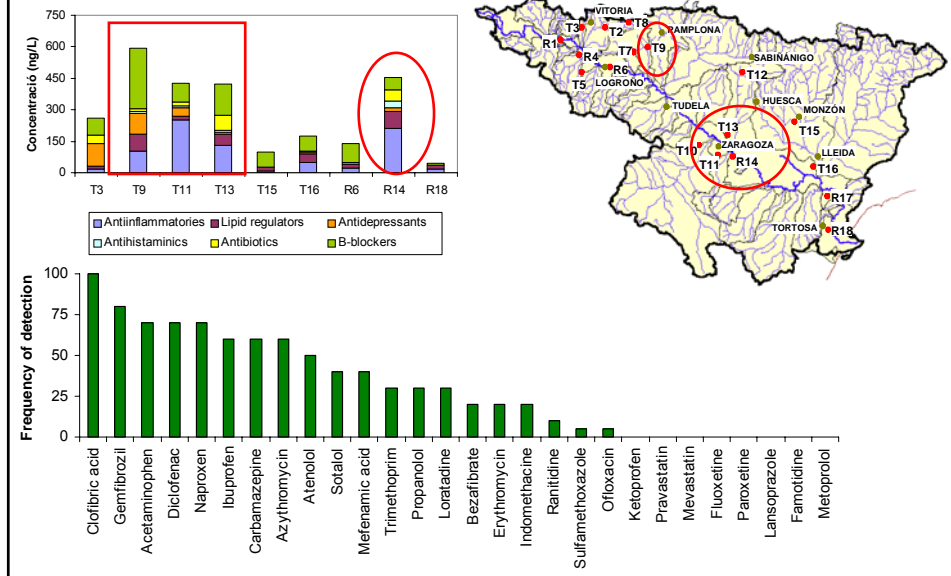 Concentració (ng/L)
750
600
450
300
150
0
T3 T9 T11 T13 T15 T16 R6 R14 R18
Antiinflammatories Lipid regulators Antidepressants
Antihistaminics Antibiotics B-blockers
VITORIA
T3 T2 T8
PAMPLONA
R1 T7 T9
R4 R6
T5 LOGROÑO
SABIÑÁNIGO
T12
TUDELA
HUESCA
MONZÓN
T15
T13
T10 ZARAGOZA
T11 R14
LLEIDA
T16
R17
TORTOSA
R18
Frequency of detection
100
75
50
25
0
Clofibric acid
Gemfibrozil
Acetaminophen
Diclofenac
Naproxen
Ibuprofen
Carbamazepine
Azythromycin
Atenolol
Sotalol
Mefenamic acid
Trimethoprim
Propanolol
Loratadine
Bezafibrate
Erythromycin
Indomethacine
Ranitidine
Sulfamethoxazole
Ofloxacin
Ketoprofen
Pravastatin
Mevastatin
Fluoxetine
Paroxetine
Lansoprazole
Famotidine
Metoprolol